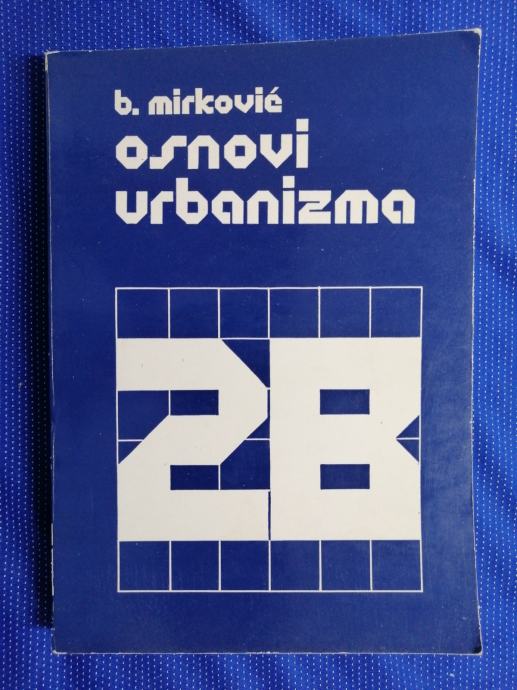 b. mirković
osnovi
urbanizma
2B